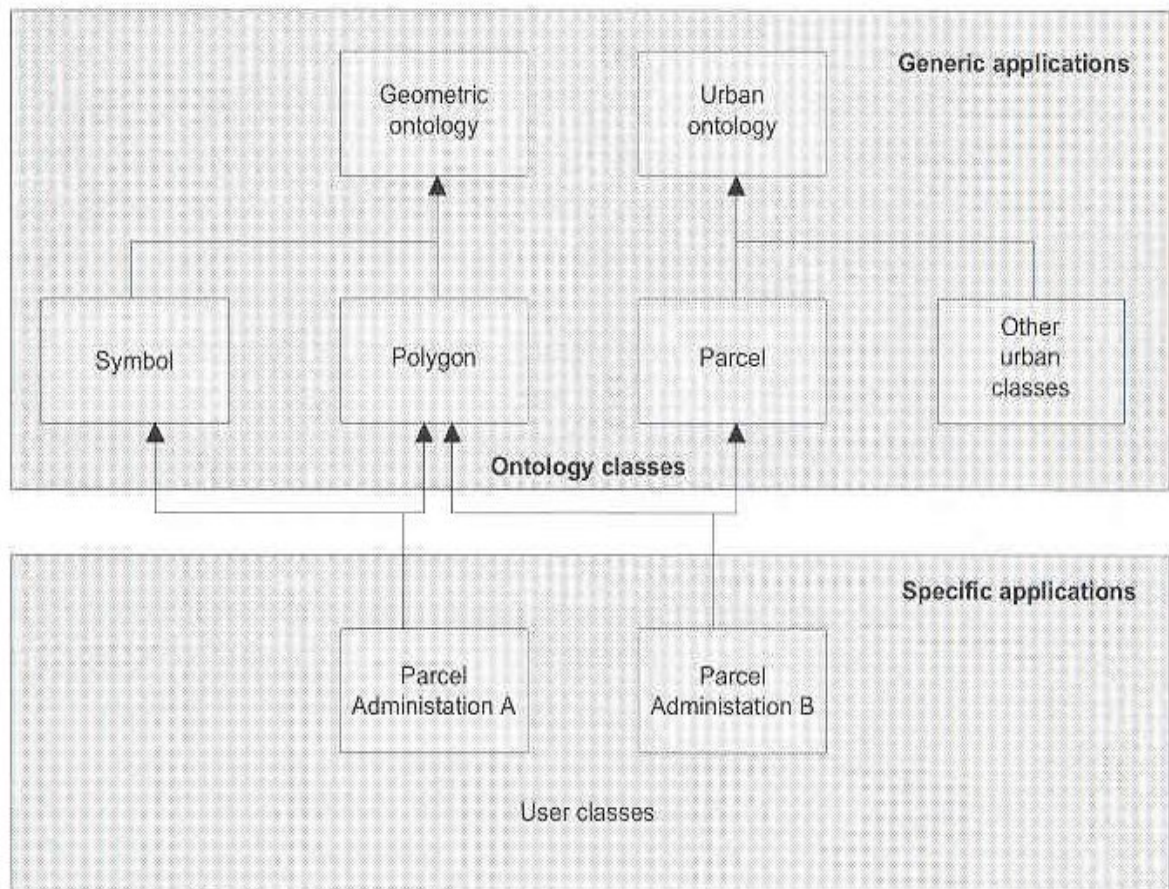 Generic applications
Geometric
ontology
Urban
ontology
Symbol
Polygon
Parcel
Other
urban
classes
Ontology classes
Specific applications
Parcel
Administation A
Parcel
Administation B
User classes